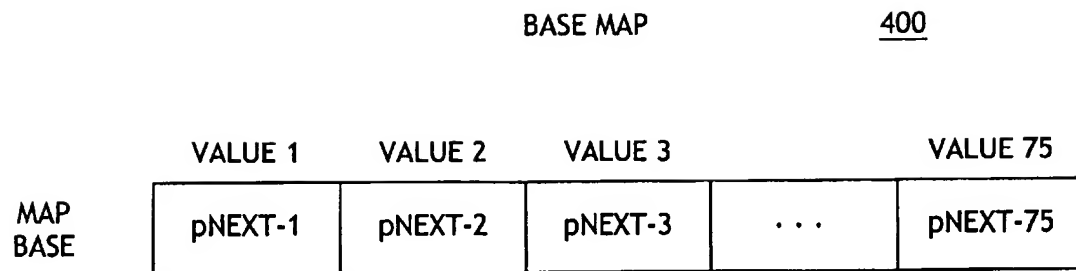 BASE MAP 400
VALUE 1 VALUE 2 VALUE 3 VALUE 75
MAP BASE pNEXT-1 pNEXT-2 pNEXT-3 . . . pNEXT-75